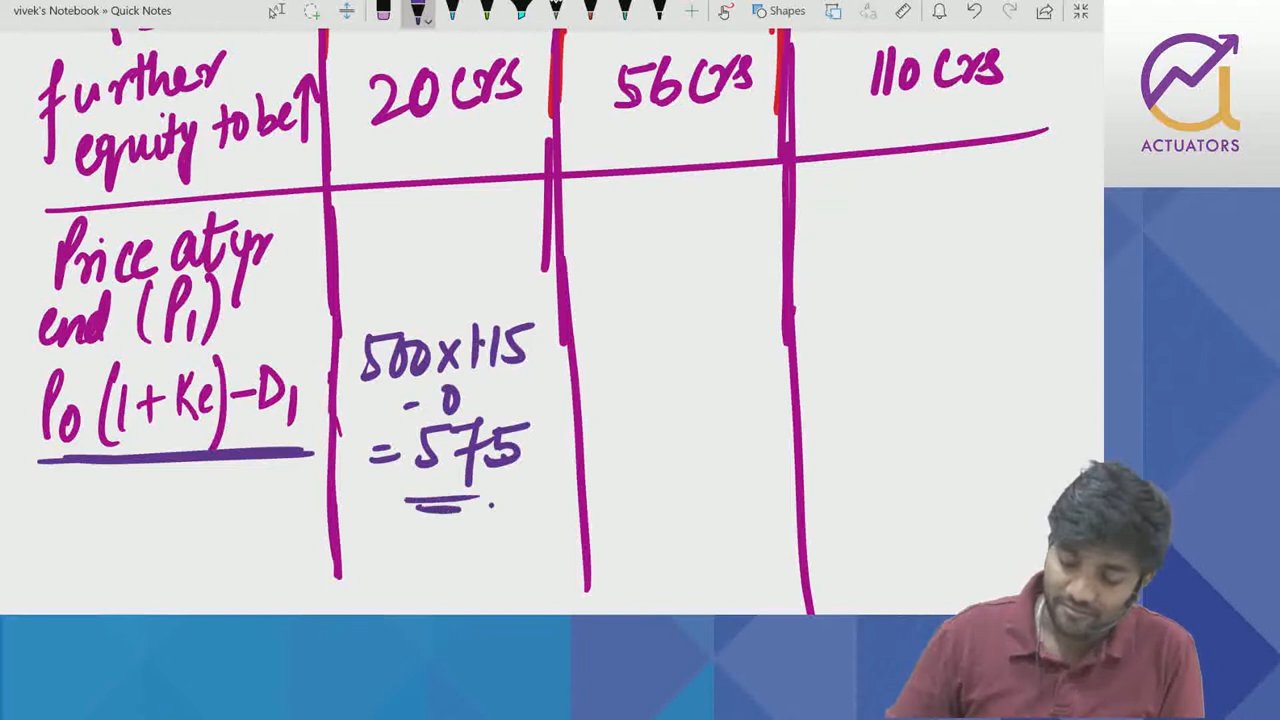 vivek's Notebook » Quick Notes
Shapes
ACTUATORS
further
equity to be ↑
20 Crs
56 Crs
110 Crs
Price at yr
end (P1)
P0 (1 + Ke) - D1
500 x 1.15
- 0
= 575